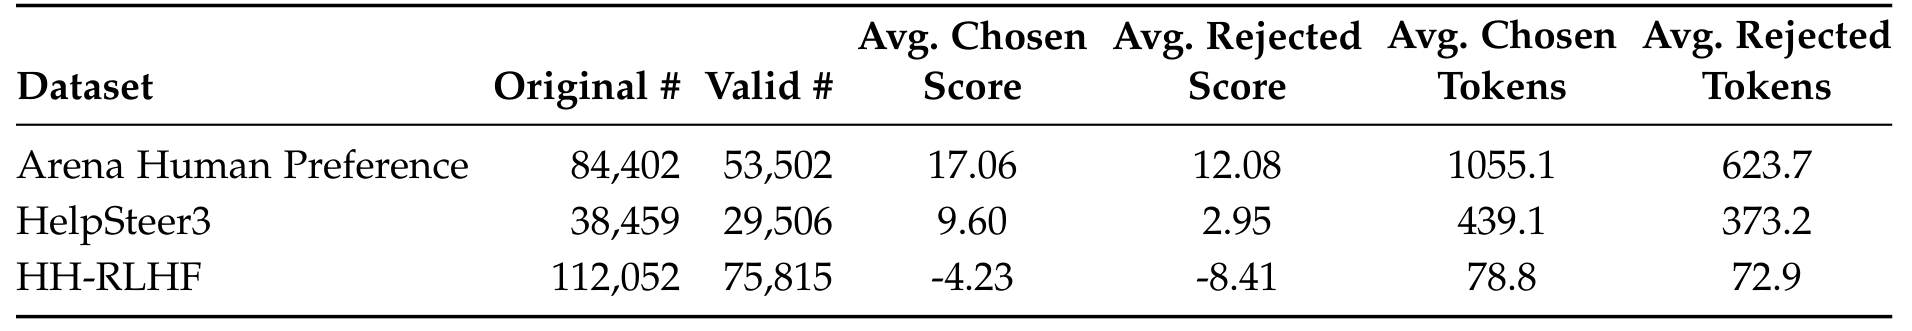 Avg. Chosen Avg. Rejected Avg. Chosen Avg. Rejected
Dataset Original # Valid # Score Score Tokens Tokens
Arena Human Preference 84,402 53,502 17.06 12.08 1055.1 623.7
HelpSteer3 38,459 29,506 9.60 2.95 439.1 373.2
HH-RLHF 112,052 75,815 -4.23 -8.41 78.8 72.9